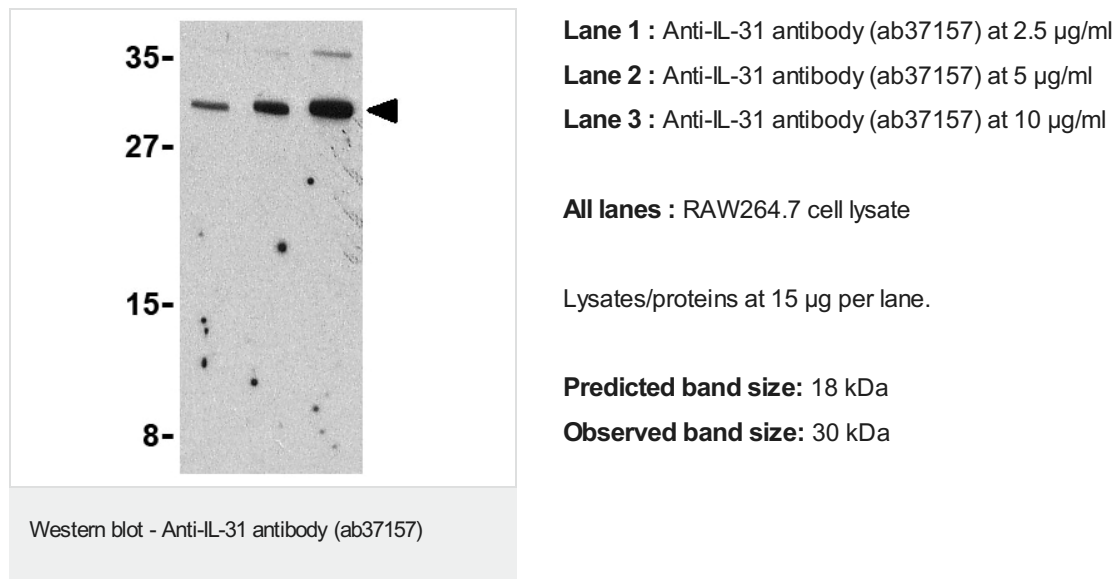 35-
27-
15-
8-
Western blot - Anti-IL-31 antibody (ab37157)
Lane 1 : Anti-IL-31 antibody (ab37157) at 2.5 µg/ml
Lane 2 : Anti-IL-31 antibody (ab37157) at 5 µg/ml
Lane 3 : Anti-IL-31 antibody (ab37157) at 10 µg/ml
All lanes : RAW264.7 cell lysate
Lysates/proteins at 15 µg per lane.
Predicted band size: 18 kDa
Observed band size: 30 kDa